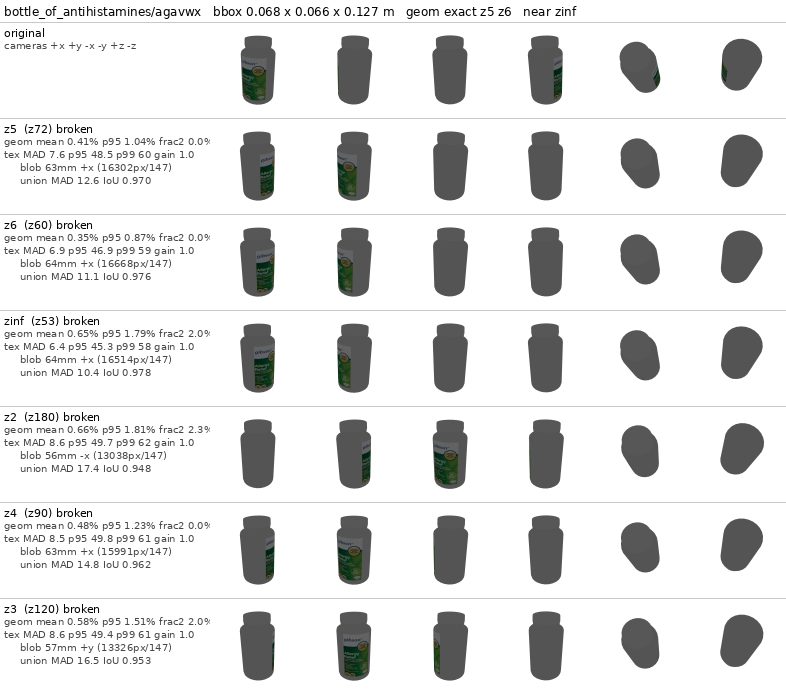 bottle_of_antihistamines/agavwx bbox 0.068 x 0.066 x 0.127 m geom exact z5 z6 near zinf
original
cameras +x +y -x -y +z -z
z5 (z72) broken
geom mean 0.41% p95 1.04% frac2 0.0%
tex MAD 7.6 p95 48.5 p99 60 gain 1.0
blob 63mm +x (16302px/147)
union MAD 12.6 IoU 0.970
z6 (z60) broken
geom mean 0.35% p95 0.87% frac2 0.0%
tex MAD 6.9 p95 46.9 p99 59 gain 1.0
blob 64mm +x (16668px/147)
union MAD 11.1 IoU 0.976
zinf (z53) broken
geom mean 0.65% p95 1.79% frac2 2.0%
tex MAD 6.4 p95 45.3 p99 58 gain 1.0
blob 64mm +x (16514px/147)
union MAD 10.4 IoU 0.978
z2 (z180) broken
geom mean 0.66% p95 1.81% frac2 2.3%
tex MAD 8.6 p95 49.7 p99 62 gain 1.0
blob 56mm -x (13038px/147)
union MAD 17.4 IoU 0.948
z4 (z90) broken
geom mean 0.48% p95 1.23% frac2 0.0%
tex MAD 8.5 p95 49.8 p99 61 gain 1.0
blob 63mm +x (15991px/147)
union MAD 14.8 IoU 0.962
z3 (z120) broken
geom mean 0.58% p95 1.51% frac2 2.0%
tex MAD 8.6 p95 49.4 p99 61 gain 1.0
blob 57mm +y (13326px/147)
union MAD 16.5 IoU 0.953